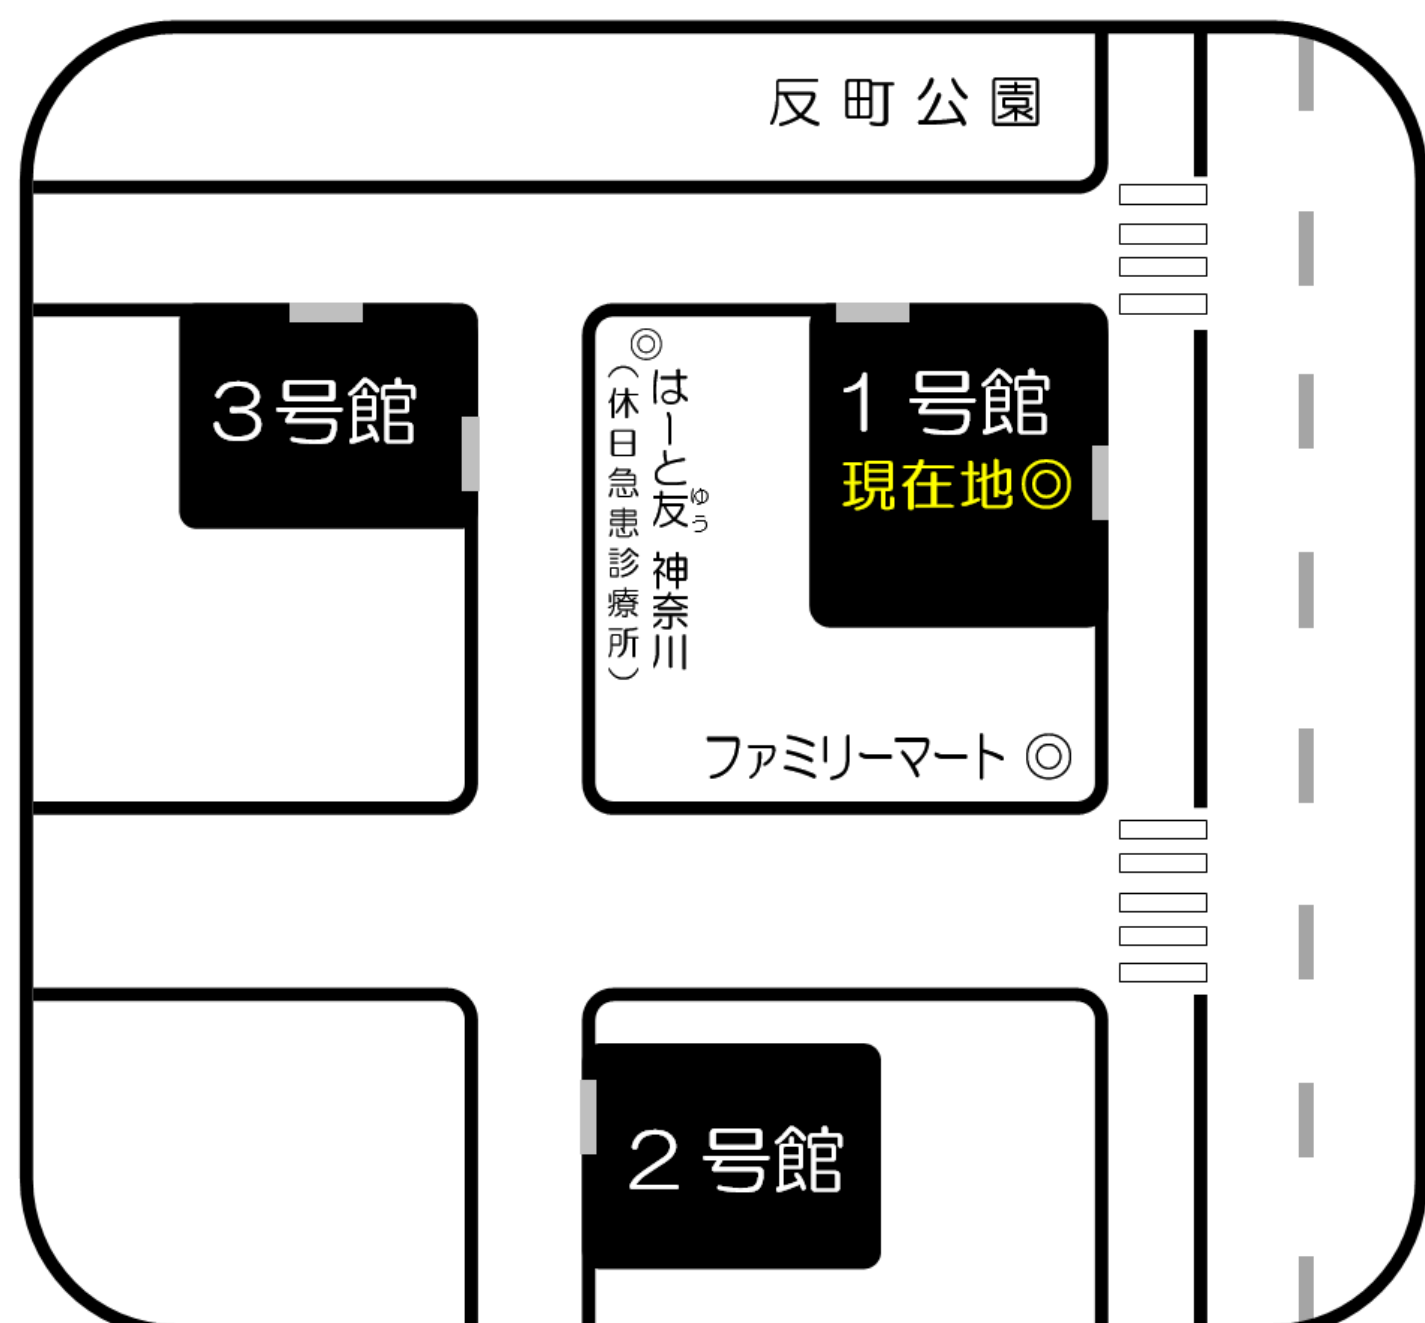 反町公園
3号館
1号館
現在地◎
◎
はーと友 神奈川
ゆう
（休日急患診療所）
ファミリーマート ◎
2号館